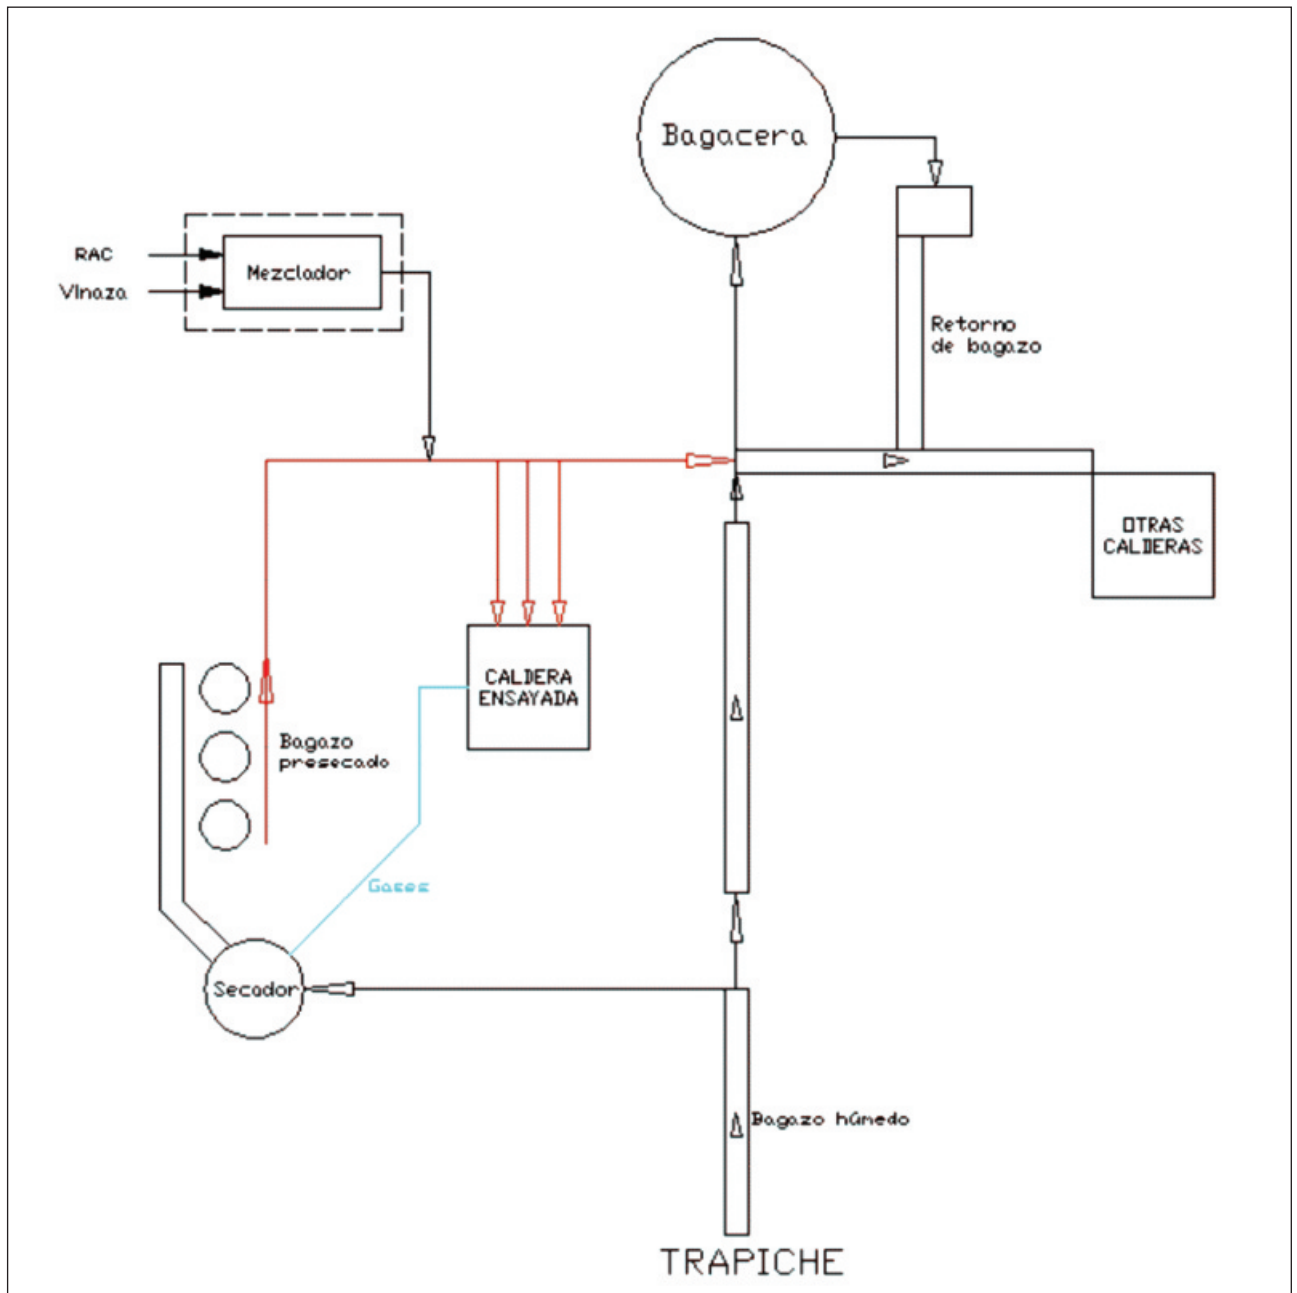 Bagacera
RAC
Vinaza
Mezclador
Retorno
de bagazo
OTRAS
CALDERAS
CALDERA
ENSAYADA
Bagazo
presecado
Gases
Secador
Bagazo húmedo
TRAPICHE